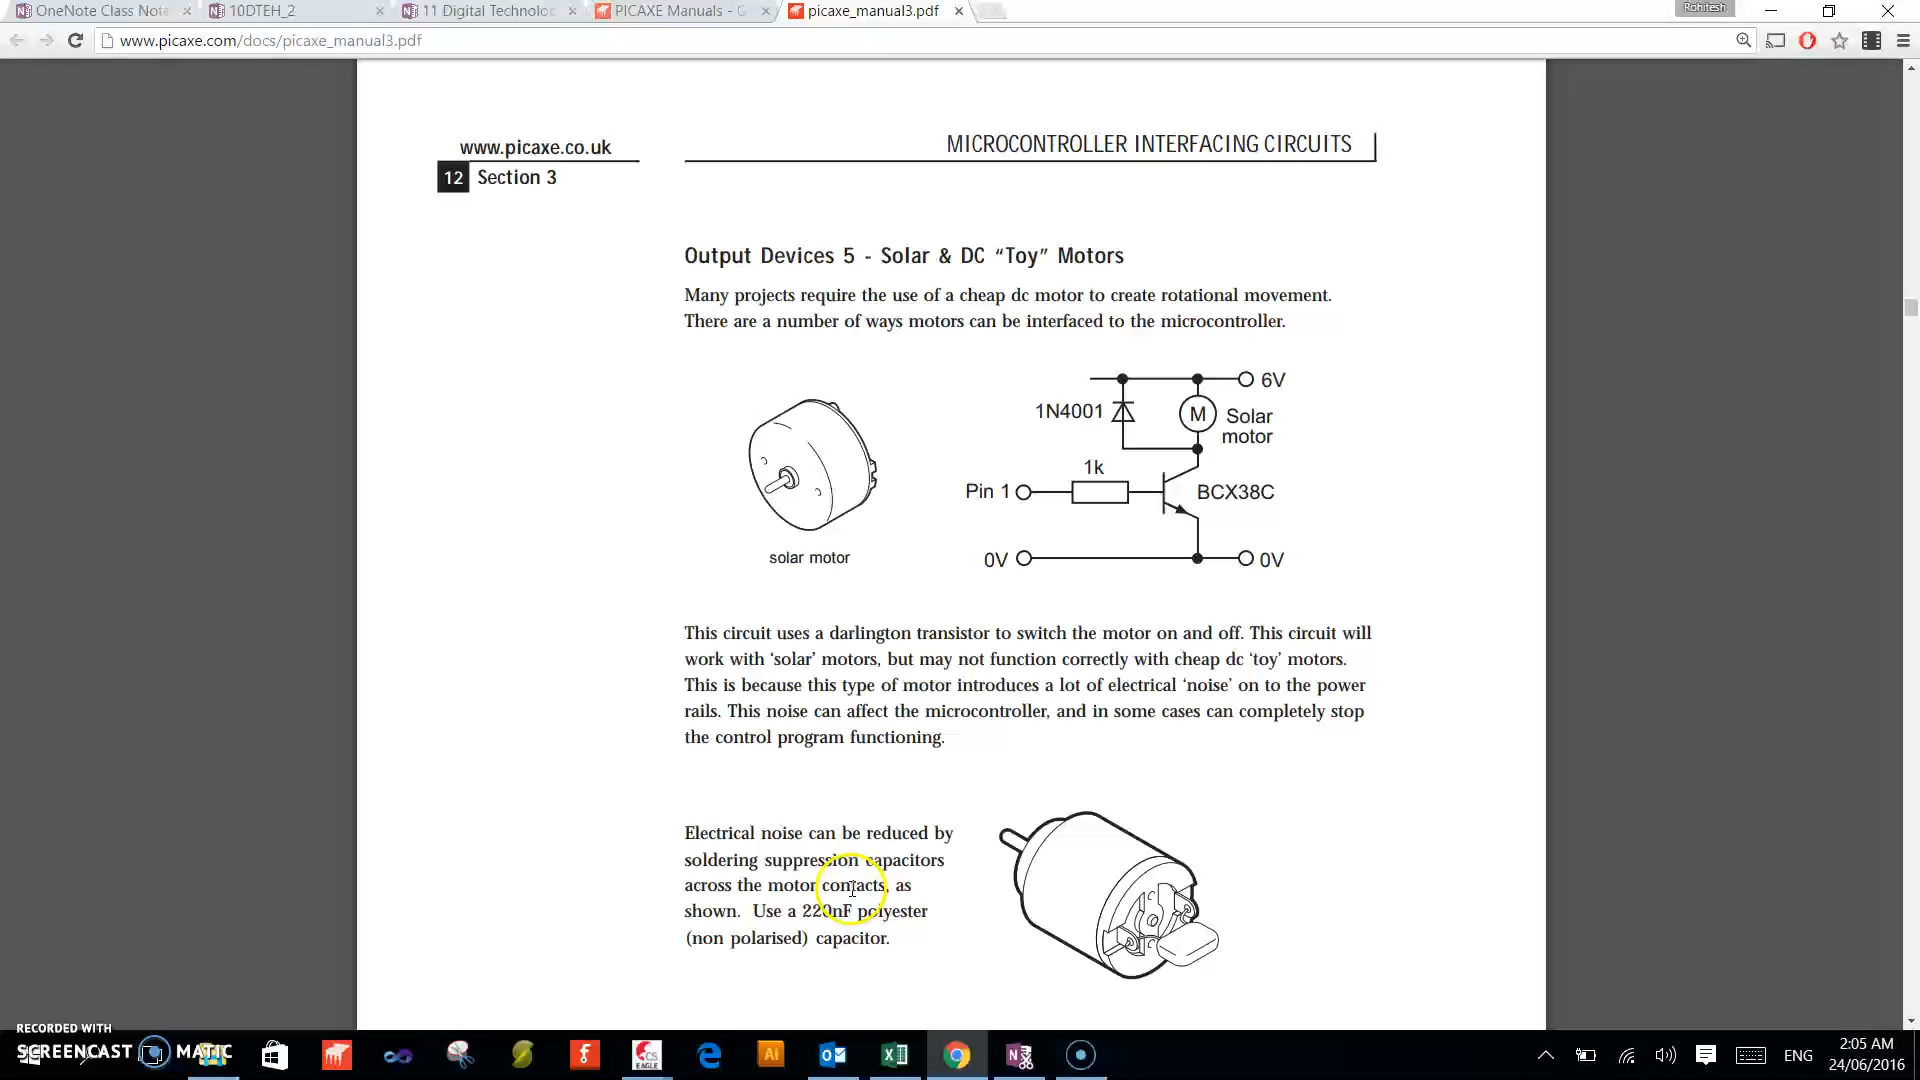 OneNote Class Note
10DTEH_2
11 Digital Technolo
PICAXE Manuals - G
picaxe_manual3.pdf
Rohitesh
www.picaxe.com/docs/picaxe_manual3.pdf
www.picaxe.co.uk
MICROCONTROLLER INTERFACING CIRCUITS
12 Section 3
Output Devices 5 - Solar & DC “Toy” Motors
Many projects require the use of a cheap dc motor to create rotational movement.
There are a number of ways motors can be interfaced to the microcontroller.
6V
1N4001
M
Solar
motor
1k
Pin 1
BCX38C
0V
0V
solar motor
This circuit uses a darlington transistor to switch the motor on and off. This circuit will
work with ‘solar’ motors, but may not function correctly with cheap dc ‘toy’ motors.
This is because this type of motor introduces a lot of electrical ‘noise’ on to the power
rails. This noise can affect the microcontroller, and in some cases can completely stop
the control program functioning.
Electrical noise can be reduced by
soldering suppression capacitors
across the motor contacts, as
shown. Use a 220nF polyester
(non polarised) capacitor.
RECORDED WITH
SCREENCAST MATIC
CS
EAGLE
Ai
ENG
2:05 AM
24/06/2016